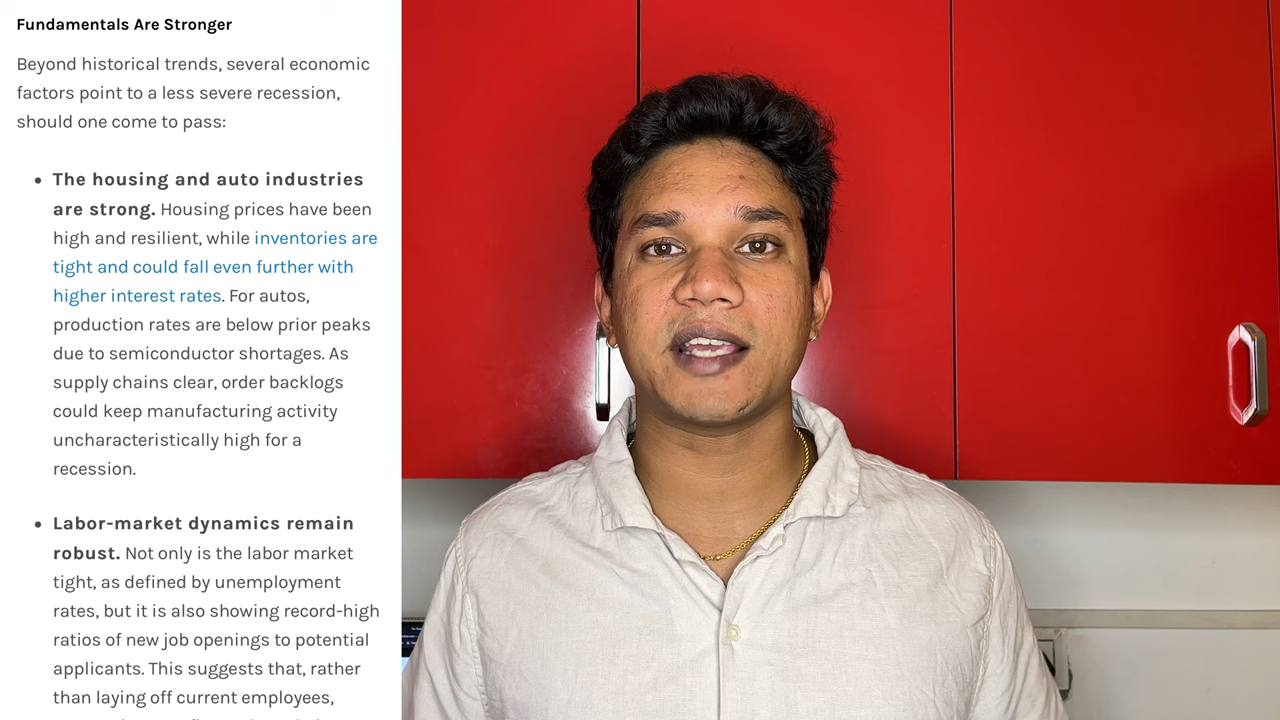 Fundamentals Are Stronger
Beyond historical trends, several economic
factors point to a less severe recession,
should one come to pass:
• The housing and auto industries
are strong. Housing prices have been
high and resilient, while inventories are
tight and could fall even further with
higher interest rates. For autos,
production rates are below prior peaks
due to semiconductor shortages. As
supply chains clear, order backlogs
could keep manufacturing activity
uncharacteristically high for a
recession.
• Labor-market dynamics remain
robust. Not only is the labor market
tight, as defined by unemployment
rates, but it is also showing record-high
ratios of new job openings to potential
applicants. This suggests that, rather
than laying off current employees,